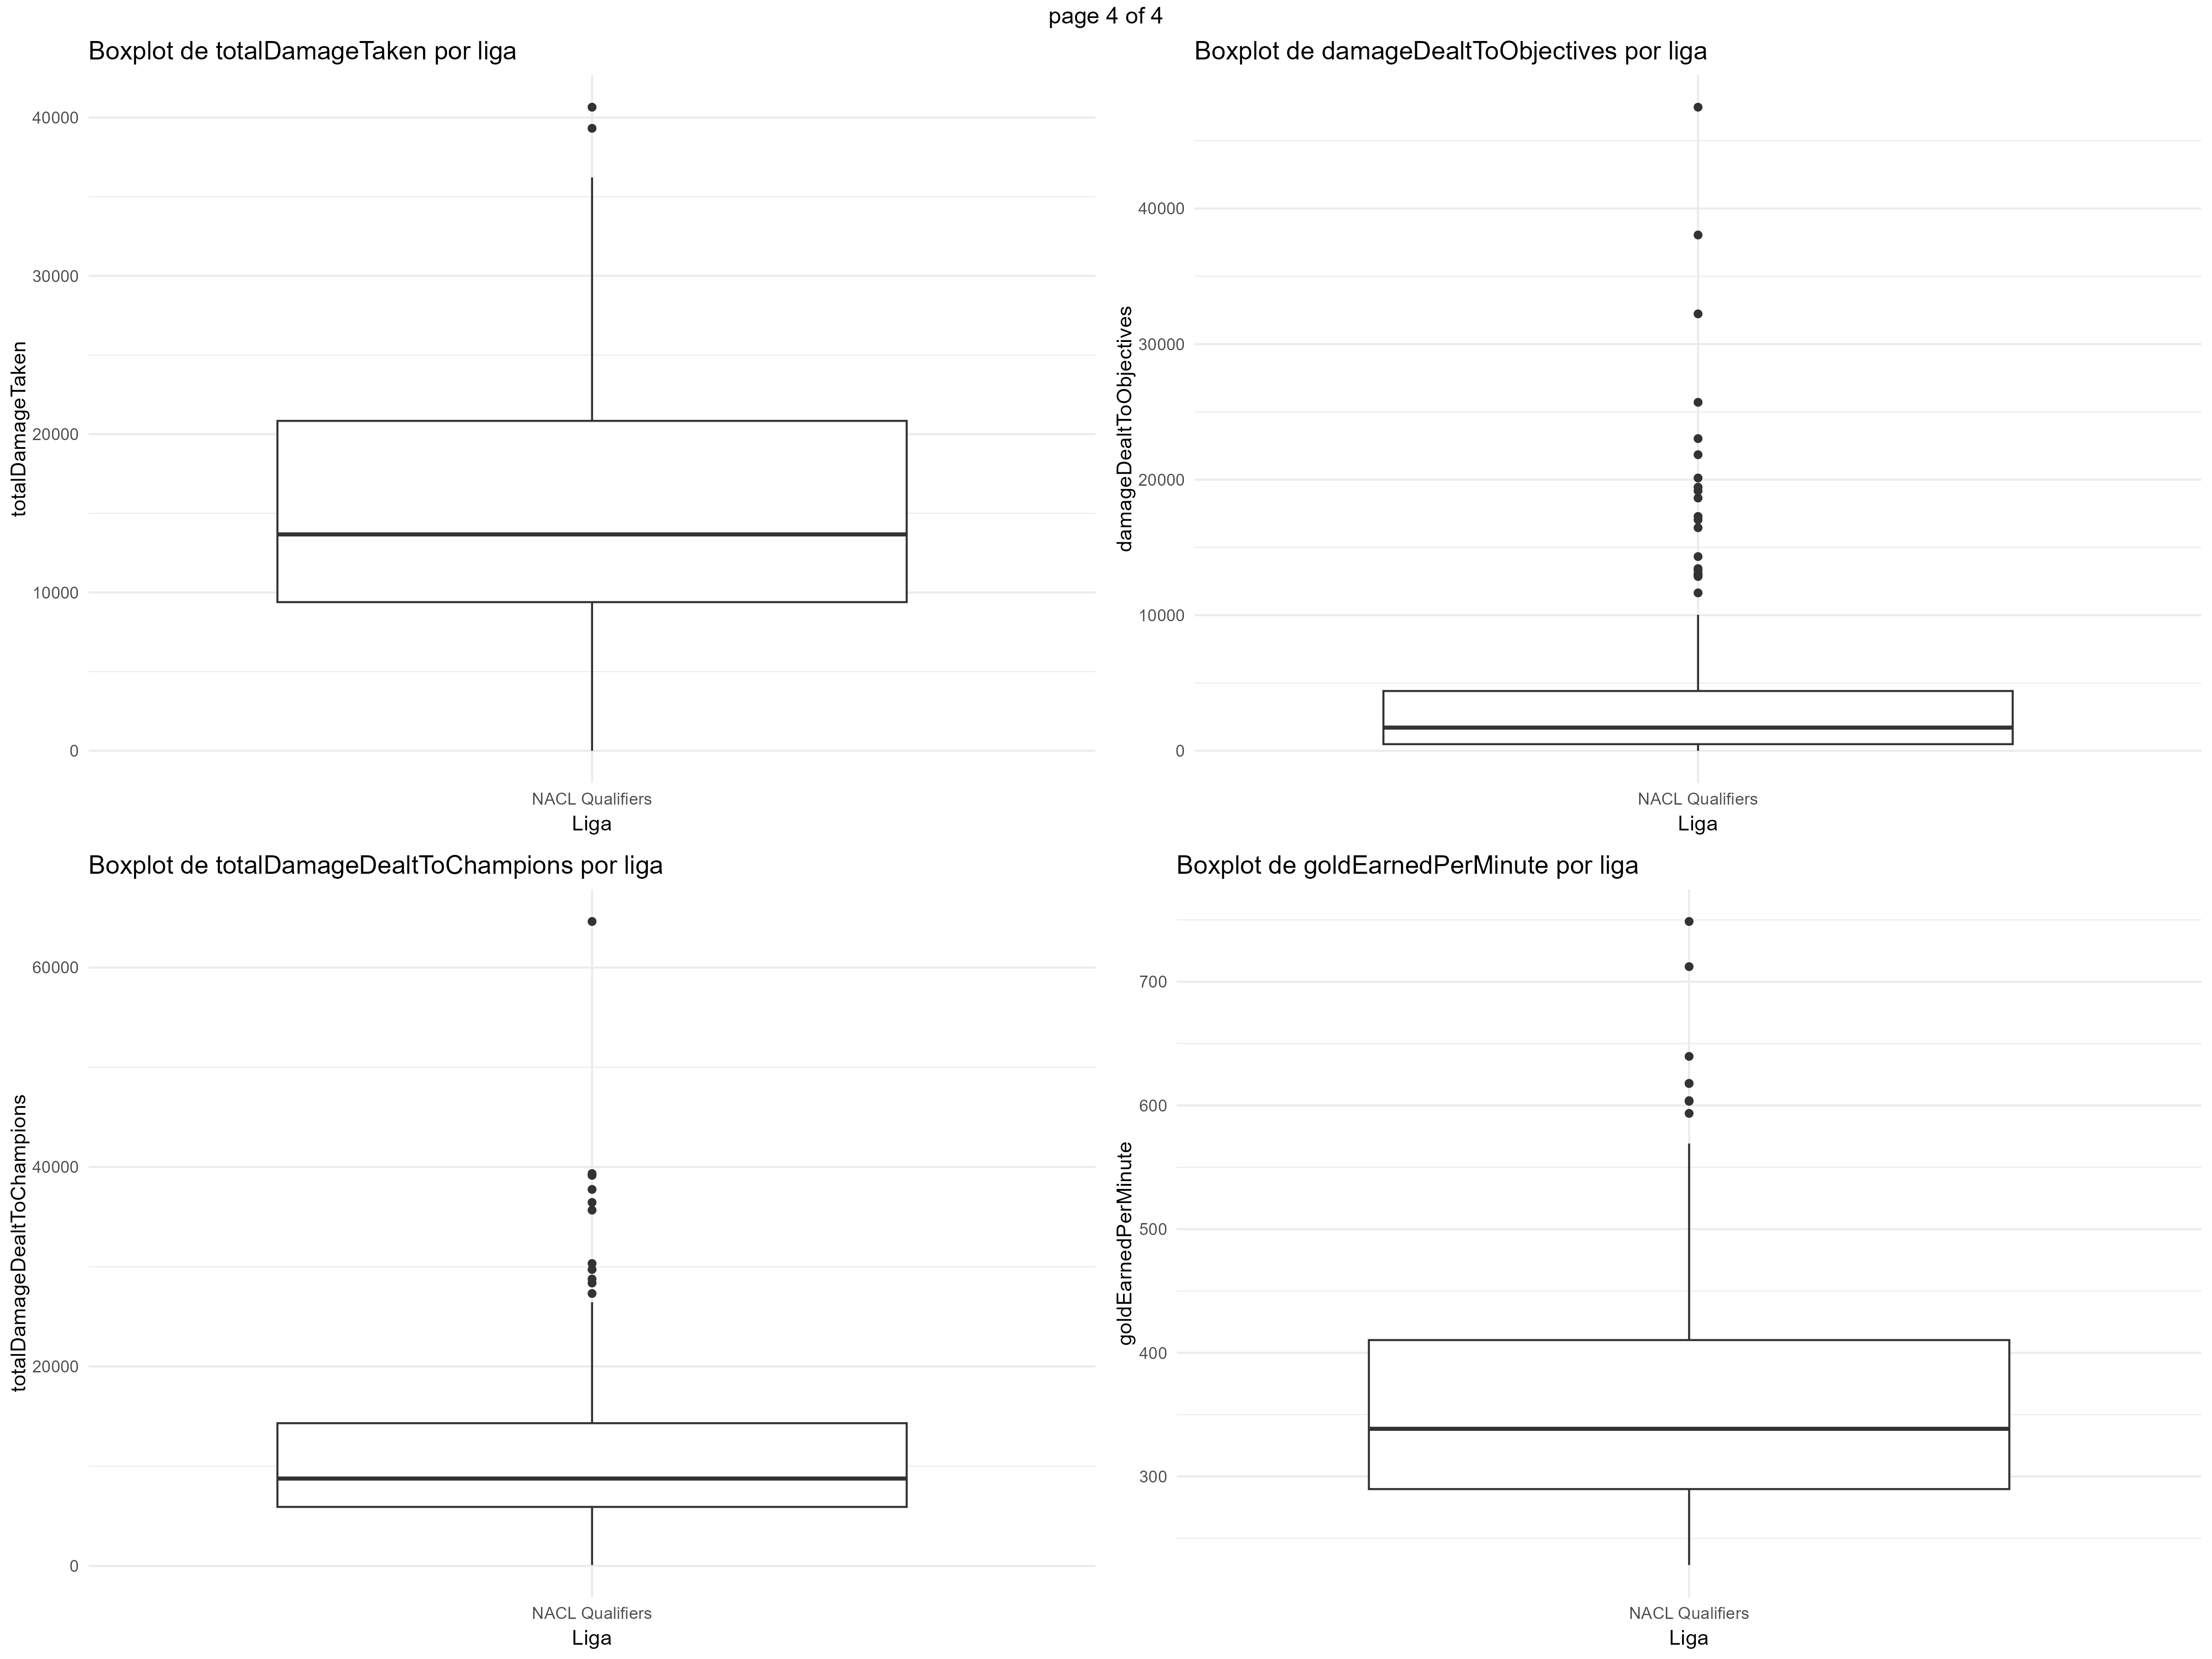 page 4 of 4
Boxplot de totalDamageTaken por liga
totalDamageTaken
40000
30000
20000
10000
0
NACL Qualifiers
Liga
Boxplot de damageDealtToObjectives por liga
damageDealtToObjectives
40000
30000
20000
10000
0
NACL Qualifiers
Liga
Boxplot de totalDamageDealtToChampions por liga
totalDamageDealtToChampions
60000
40000
20000
0
NACL Qualifiers
Liga
Boxplot de goldEarnedPerMinute por liga
goldEarnedPerMinute
700
600
500
400
300
NACL Qualifiers
Liga